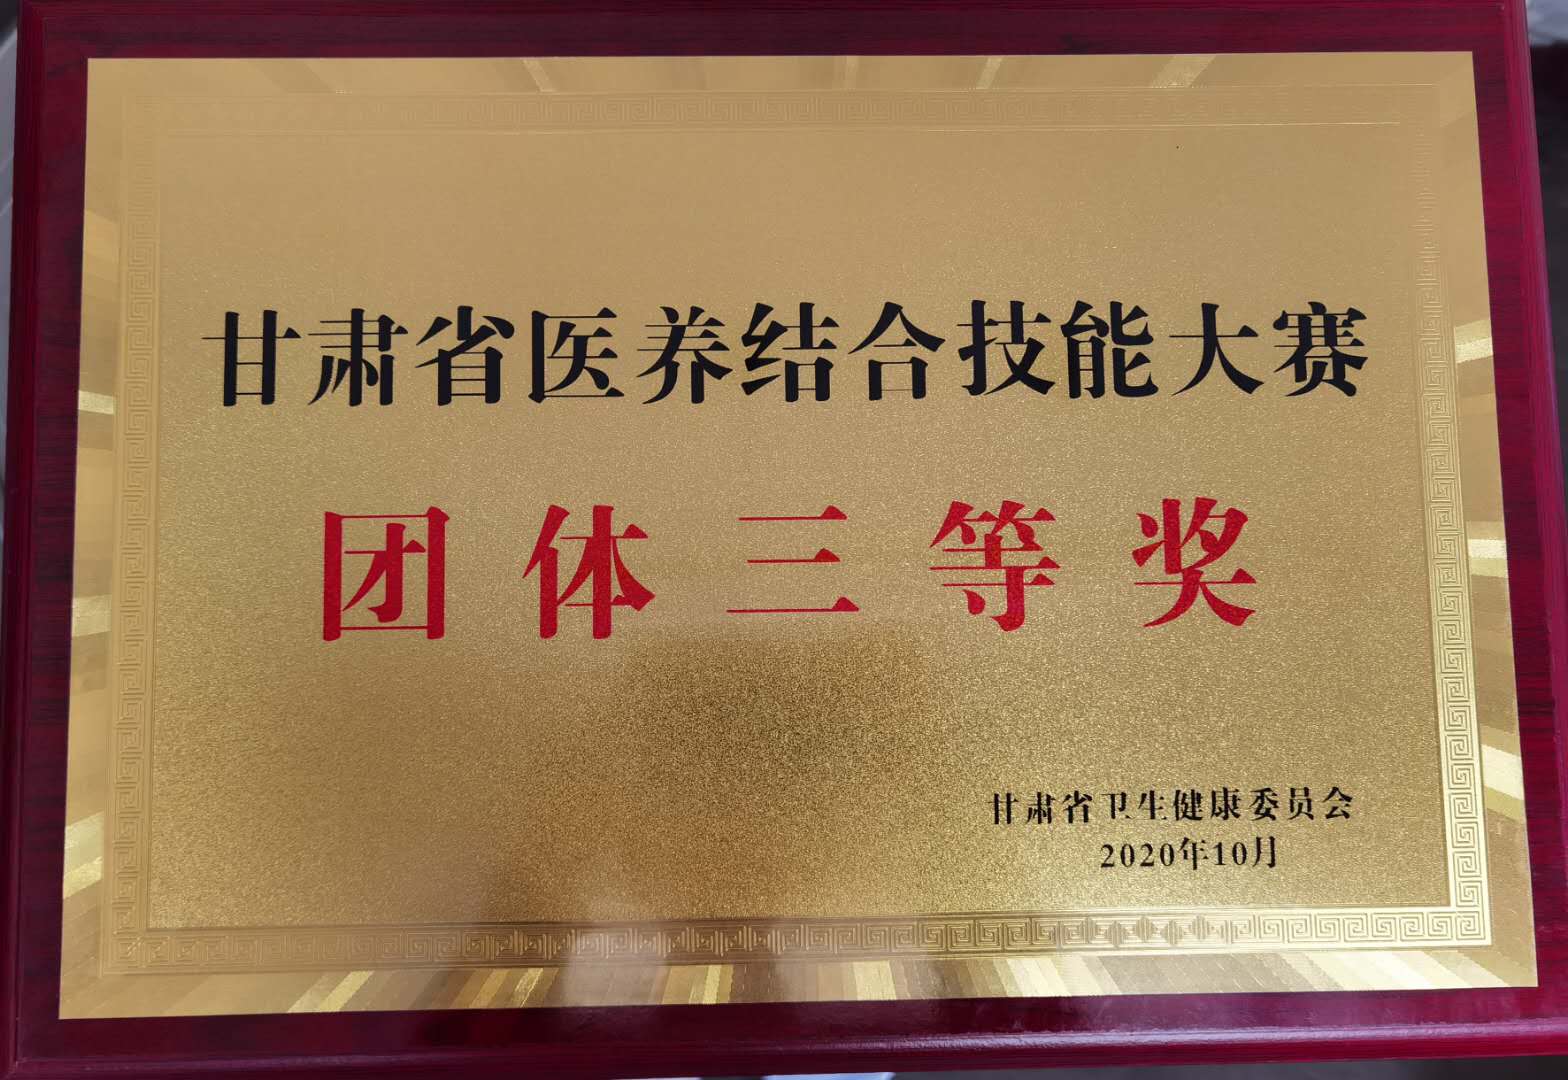 甘肃省医养结合技能大赛
团体三等奖
甘肃省卫生健康委员会
2020年10月